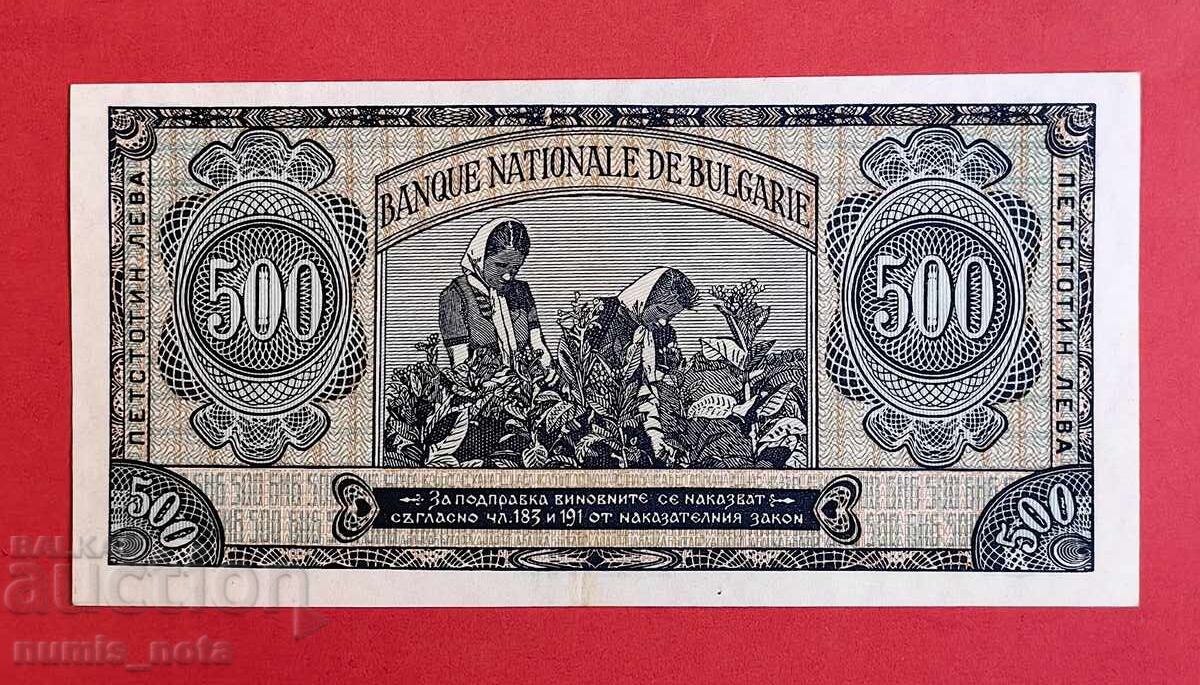 BANQUE NATIONALE DE BULGARIE
ПЕТСТОТИН ЛЕВА
500
500
ПЕТСТОТИН ЛЕВА
500
ЗА ПОДПРАВКА ВИНОВНИТЕ СЕ НАКАЗВАТ
СЪГЛАСНО ЧЛ. 183 И 191 ОТ НАКАЗАТЕЛНИЯ ЗАКОН
500
BALKAN
auction
numis_nota